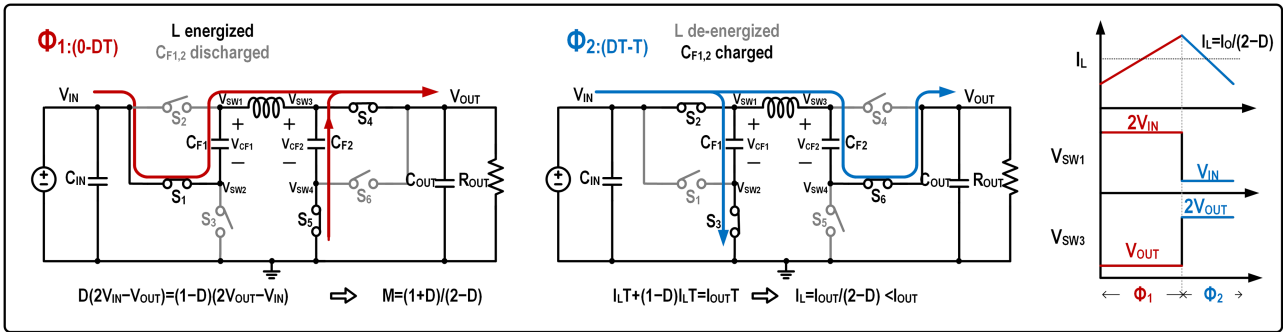 Φ1:(0-DT)
L energized
CF1,2 discharged
VIN
S2
VSW1
VSW3
VOUT
S4
CF1
+
VCF1
−
+
VCF2
−
CF2
CIN
S1
VSW2
VSW4
S6
COUT
ROUT
S3
S5
D(2VIN−VOUT)=(1−D)(2VOUT−VIN) ⇨ M=(1+D)/(2−D)
Φ2:(DT-T)
L de-energized
CF1,2 charged
VIN
S2
VSW1
VSW3
VOUT
S4
CF1
+
VCF1
−
+
VCF2
−
CF2
CIN
S1
VSW2
VSW4
S6
COUT
ROUT
S3
S5
ILT+(1−D)ILT=IOUTT ⇨ IL=IOUT/(2−D) <IOUT
IL
IL=IO/(2−D)
2VIN
VSW1
VIN
2VOUT
VSW3
VOUT
Φ1
Φ2